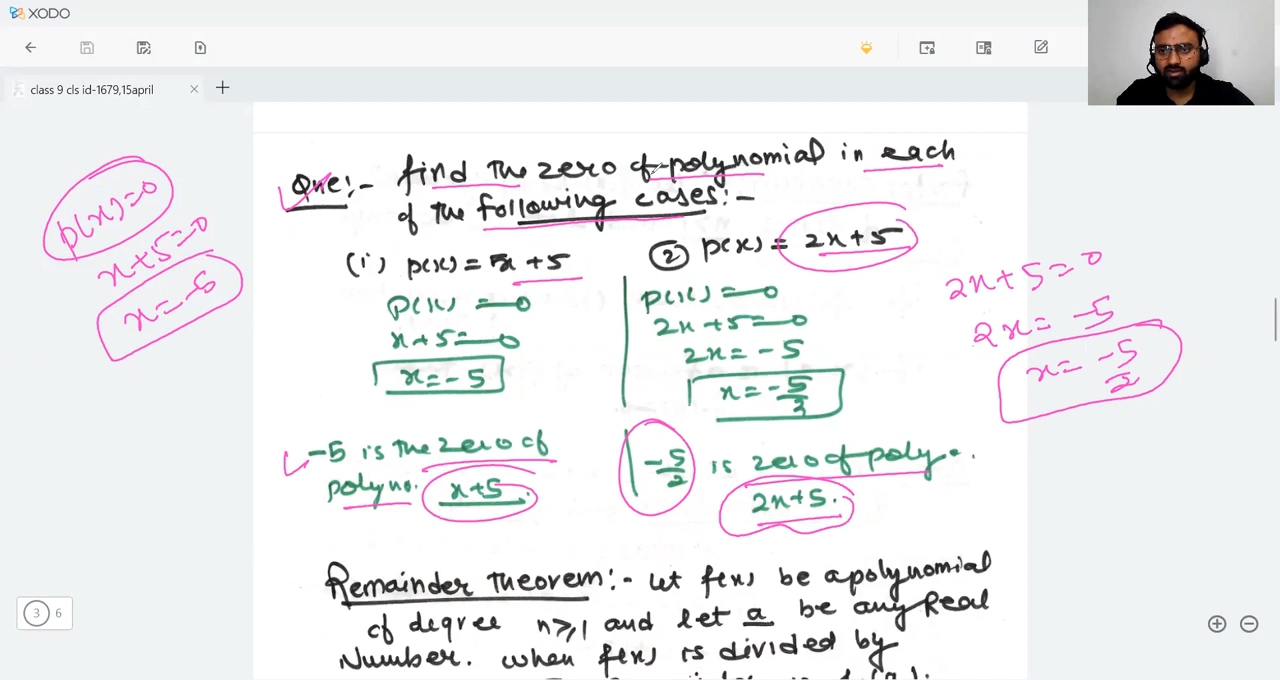 XODO
class 9 cls id-1679,15april
Que:- find the zero of polynomial in each
of the following cases:-
(i) p(x) = x + 5
p(x) = 0
x + 5 = 0
x = -5
-5 is the zero of
polyno. x+5
② p(x) = 2x + 5
p(x) = 0
2x + 5 = 0
2x = -5
x = -5/2
-5/2 is zero of poly.
2x+5.
p(x)=0
x+5=0
x=-5
2x+5=0
2x = -5
x = -5/2
Remainder theorem:- let f(x) be a polynomial
of degree n≥1 and let a be any Real
Number. when f(x) is divided by
3 6